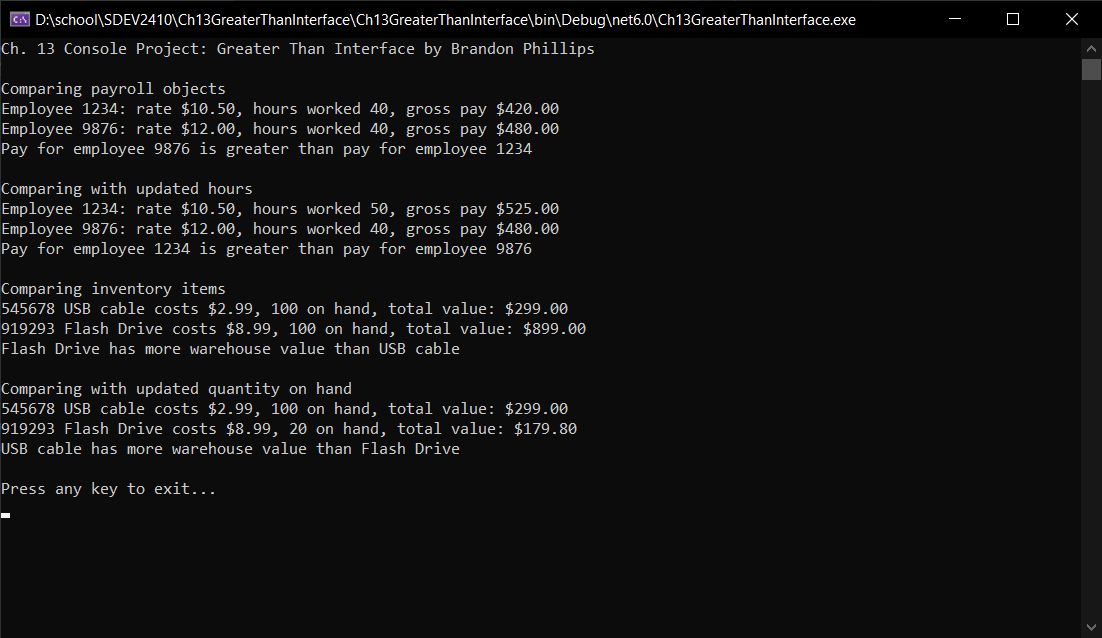 D:\school\SDEV2410\Ch13GreaterThanInterface\Ch13GreaterThanInterface\bin\Debug\net6.0\Ch13GreaterThanInterface.exe
Ch. 13 Console Project: Greater Than Interface by Brandon Phillips
Comparing payroll objects
Employee 1234: rate $10.50, hours worked 40, gross pay $420.00
Employee 9876: rate $12.00, hours worked 40, gross pay $480.00
Pay for employee 9876 is greater than pay for employee 1234
Comparing with updated hours
Employee 1234: rate $10.50, hours worked 50, gross pay $525.00
Employee 9876: rate $12.00, hours worked 40, gross pay $480.00
Pay for employee 1234 is greater than pay for employee 9876
Comparing inventory items
545678 USB cable costs $2.99, 100 on hand, total value: $299.00
919293 Flash Drive costs $8.99, 100 on hand, total value: $899.00
Flash Drive has more warehouse value than USB cable
Comparing with updated quantity on hand
545678 USB cable costs $2.99, 100 on hand, total value: $299.00
919293 Flash Drive costs $8.99, 20 on hand, total value: $179.80
USB cable has more warehouse value than Flash Drive
Press any key to exit...